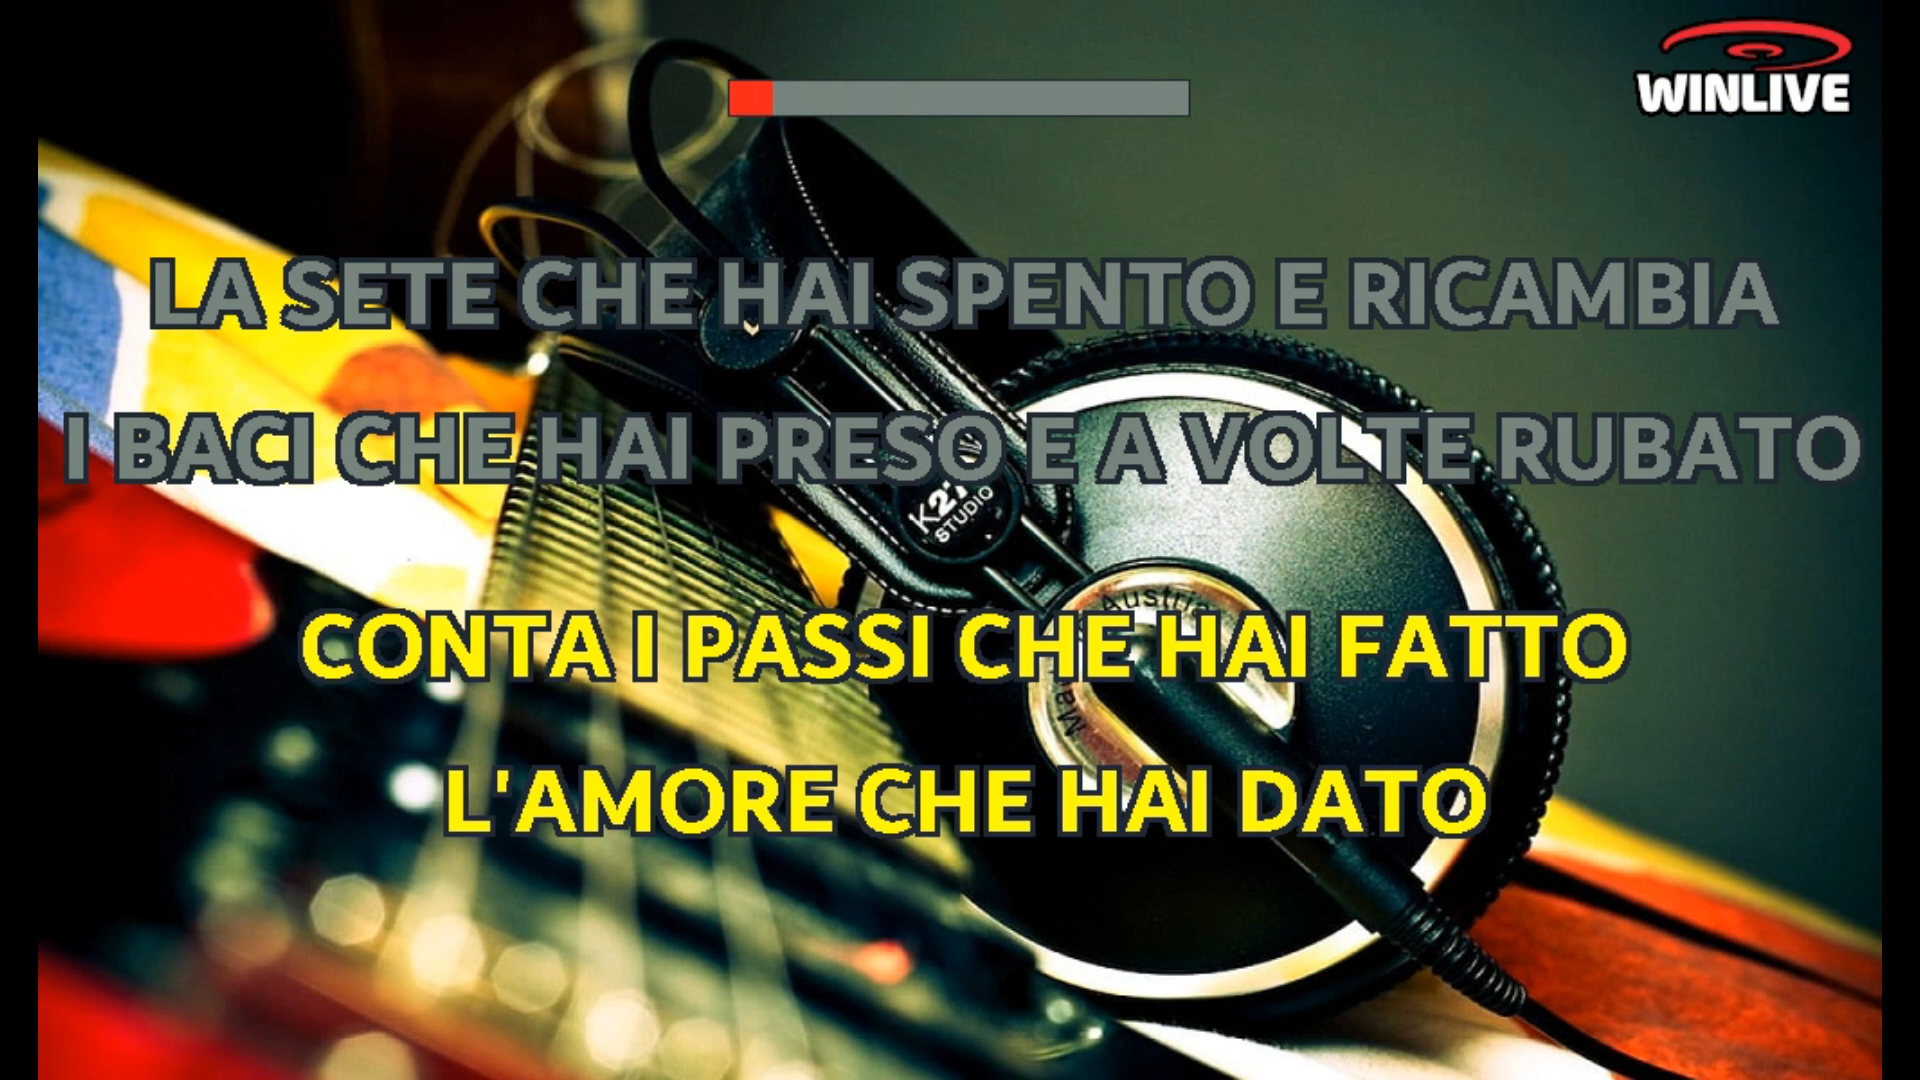 WINLIVE
LA SETE CHE HAI SPENTO E RICAMBIA
I BACI CHE HAI PRESO E A VOLTE RUBATO
STUDIO
Austria
CONTA I PASSI CHE HAI FATTO
L'AMORE CHE HAI DATO